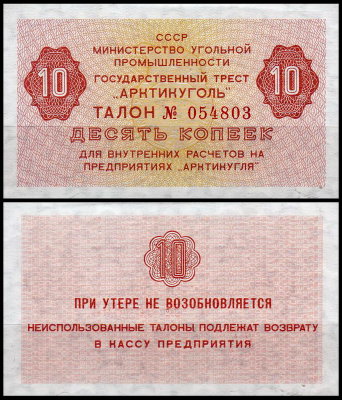 СССР
МИНИСТЕРСТВО УГОЛЬНОЙ
ПРОМЫШЛЕННОСТИ
ГОСУДАРСТВЕННЫЙ ТРЕСТ
10 "АРКТИКУГОЛЬ" 10
ТАЛОН № 054803
ДЕСЯТЬ КОПЕЕК
ДЛЯ ВНУТРЕННИХ РАСЧЕТОВ НА
ПРЕДПРИЯТИЯХ „АРКТИКУГЛЯ"
10
ПРИ УТЕРЕ НЕ ВОЗОБНОВЛЯЕТСЯ
НЕИСПОЛЬЗОВАННЫЕ ТАЛОНЫ ПОДЛЕЖАТ ВОЗВРАТУ
В КАССУ ПРЕДПРИЯТИЯ